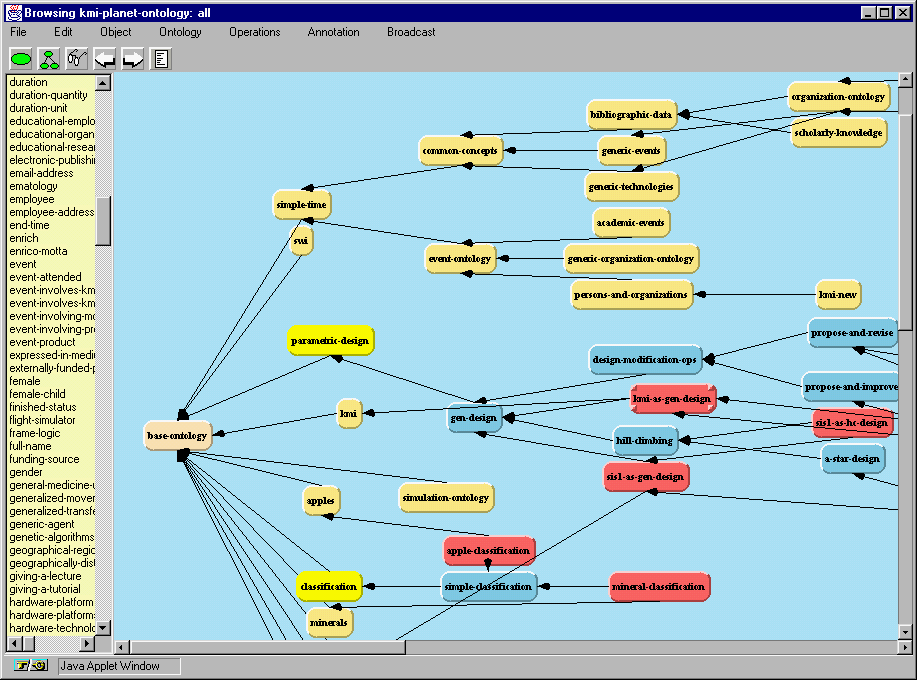 Browsing kmi-planet-ontology: all
File Edit Object Ontology Operations Annotation Broadcast
duration
duration-quantity
duration-unit
educational-emplo
educational-organ
educational-resear
electronic-publishi
email-address
ematology
employee
employee-address
end-time
enrich
enrico-motta
event
event-attended
event-involves-km
event-involves-km
event-involving-mo
event-involving-pro
event-product
expressed-in-mediu
externally-funded-p
female
female-child
finished-status
flight-simulator
frame-logic
full-name
funding-source
gender
general-medicine-u
generalized-mover
generalized-transfe
generic-agent
genetic-algorithms
geographical-regio
geographically-dist
giving-a-lecture
giving-a-tutorial
hardware-platform
hardware-platform
hardware-technolo
organization-ontology
bibliographic-data
scholarly-knowledge
common-concepts
generic-events
generic-technologies
simple-time
academic-events
swi
event-ontology
generic-organization-ontology
persons-and-organizations
kmi-new
propose-and-revise
parametric-design
design-modification-ops
propose-and-improve
kmi-as-gen-design
kmi
gen-design
sis1-as-hc-design
base-ontology
hill-climbing
a-star-design
sis1-as-gen-design
apples
simulation-ontology
apple-classification
classification
simple-classification
mineral-classification
minerals
Java Applet Window